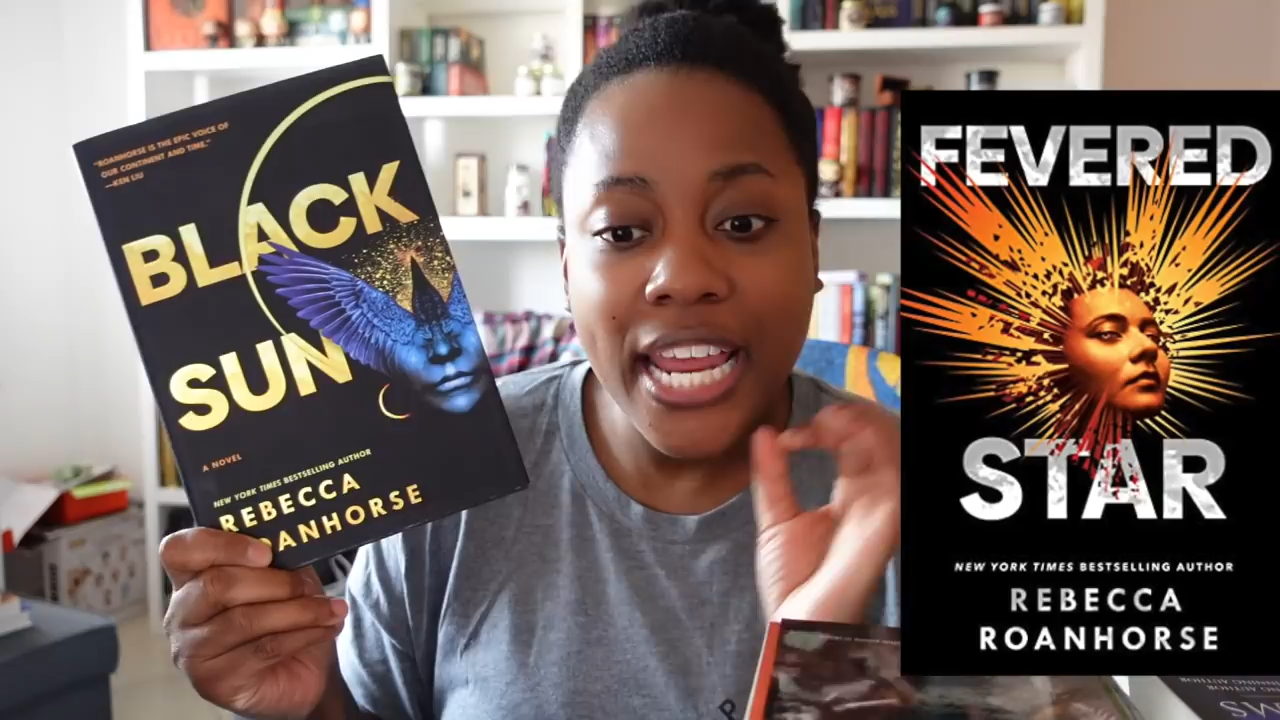 "ROANHORSE IS THE EPIC VOICE OF
OUR CONTINENT AND TIME."
—KEN LIU
BLACK
SUN
A NOVEL
NEW YORK TIMES BESTSELLING AUTHOR
REBECCA
ROANHORSE
FEVERED
STAR
NEW YORK TIMES BESTSELLING AUTHOR
REBECCA
ROANHORSE
P